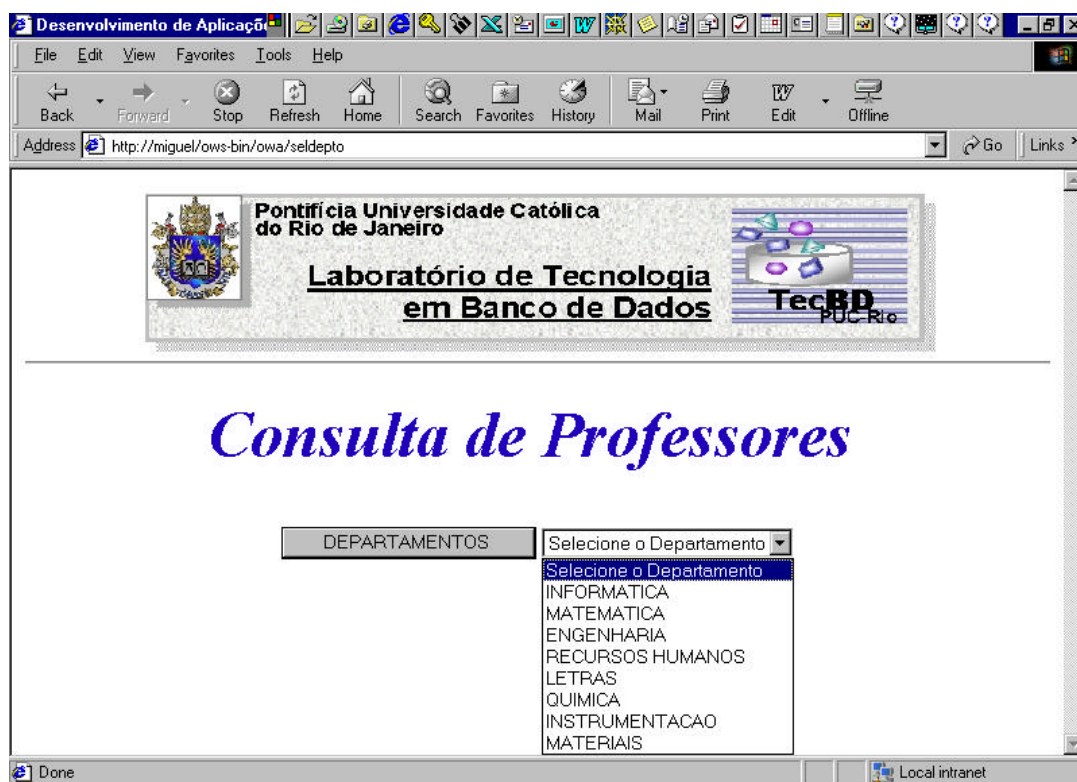 Desenvolvimento de Aplicaçõ
File Edit View Favorites Tools Help
Back Forward Stop Refresh Home Search Favorites History Mail Print Edit Offline
Address http://miguel/ows-bin/owa/seldepto Go Links
Pontifícia Universidade Católica
do Rio de Janeiro
Laboratório de Tecnologia
em Banco de Dados
TecBD
PUC-Rio
Consulta de Professores
DEPARTAMENTOS Selecione o Departamento
Selecione o Departamento
INFORMATICA
MATEMATICA
ENGENHARIA
RECURSOS HUMANOS
LETRAS
QUIMICA
INSTRUMENTACAO
MATERIAIS
Done Local intranet